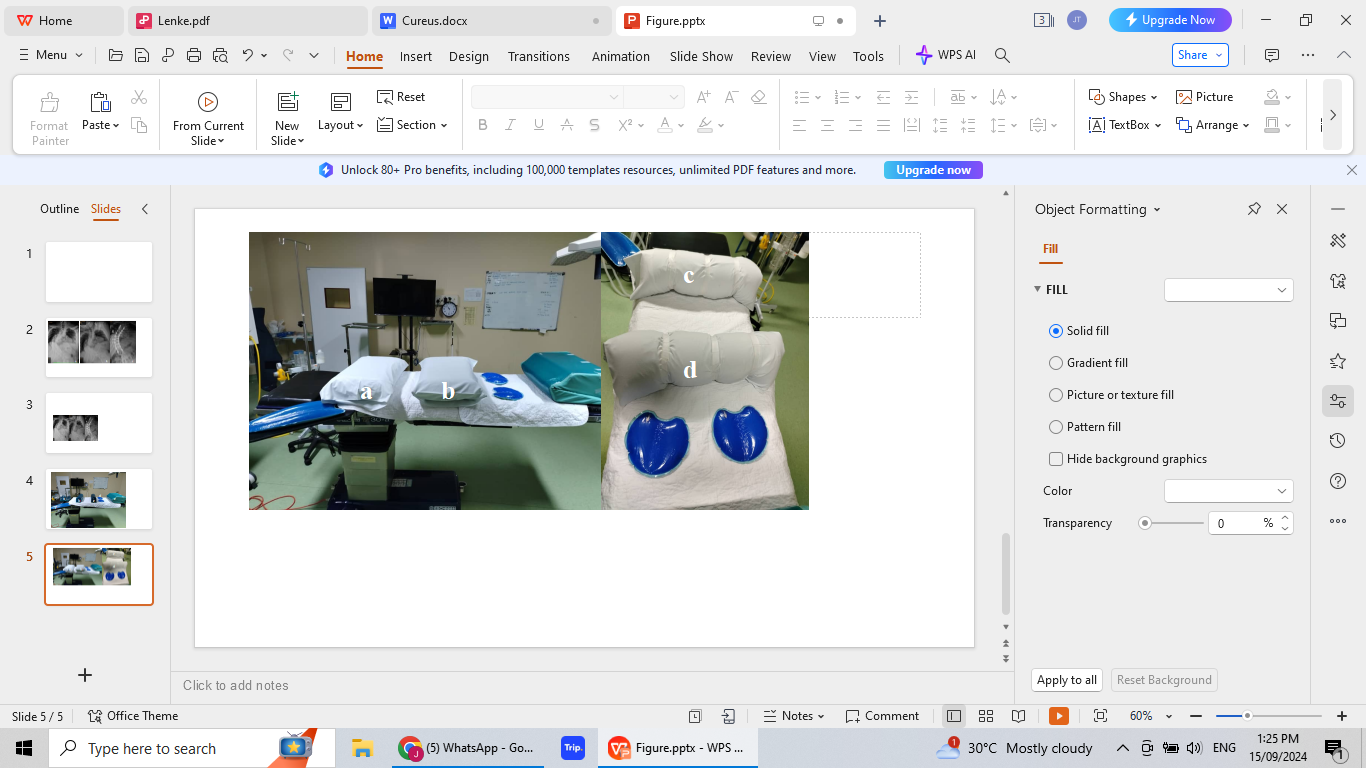 Home
Lenke.pdf
Cureus.docx
Figure.pptx
3
JT
Upgrade Now
Menu
Home
Insert
Design
Transitions
Animation
Slide Show
Review
View
Tools
WPS AI
Share
Format Painter
Paste
From Current Slide
New Slide
Layout
Reset
Section
B I U A S X² A
ab
A
Shapes
Picture
TextBox
Arrange
Unlock 80+ Pro benefits, including 100,000 templates resources, unlimited PDF features and more.
Upgrade now
Outline
Slides
1
2
3
4
5
a
b
c
d
Click to add notes
Object Formatting
Fill
FILL
Solid fill
Gradient fill
Picture or texture fill
Pattern fill
Hide background graphics
Color
Transparency
0 %
Apply to all
Reset Background
Slide 5 / 5
Office Theme
Notes
Comment
60%
Type here to search
(5) WhatsApp - Go...
Trip.
Figure.pptx - WPS ...
1
30°C Mostly cloudy
ENG
1:25 PM
15/09/2024
1